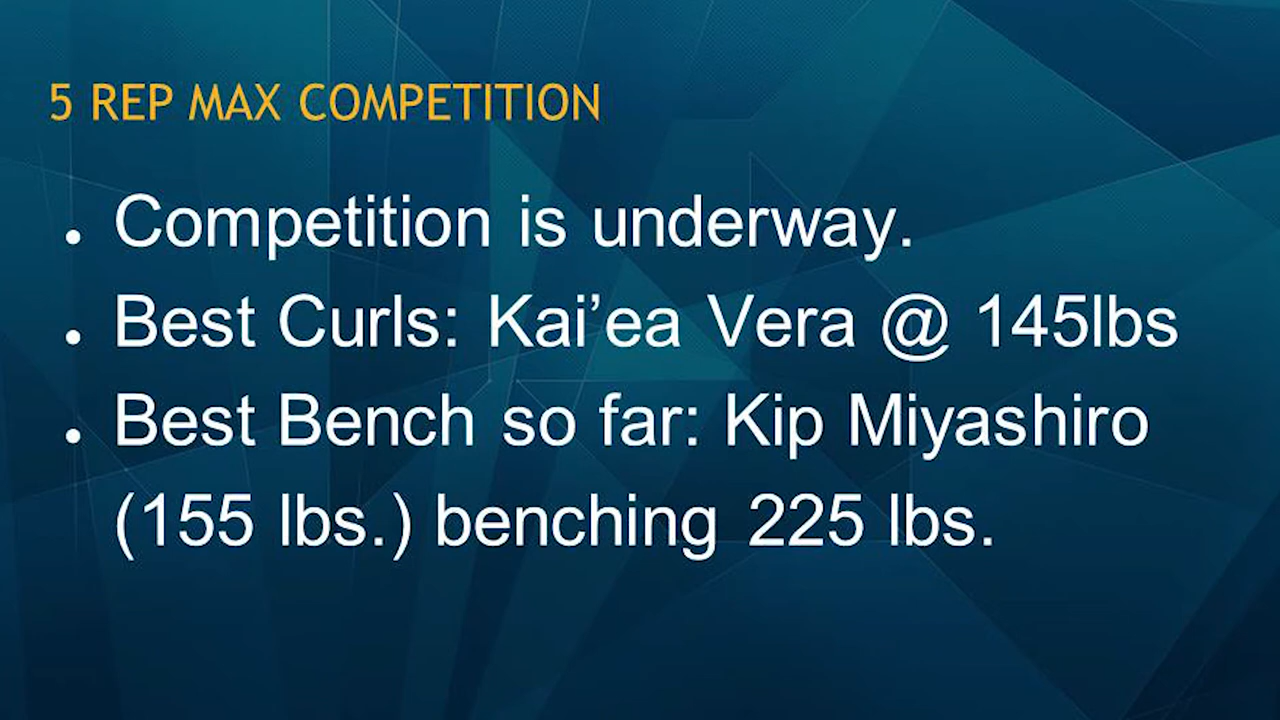 5 REP MAX COMPETITION
• Competition is underway.
• Best Curls: Kai’ea Vera @ 145lbs
• Best Bench so far: Kip Miyashiro
(155 lbs.) benching 225 lbs.